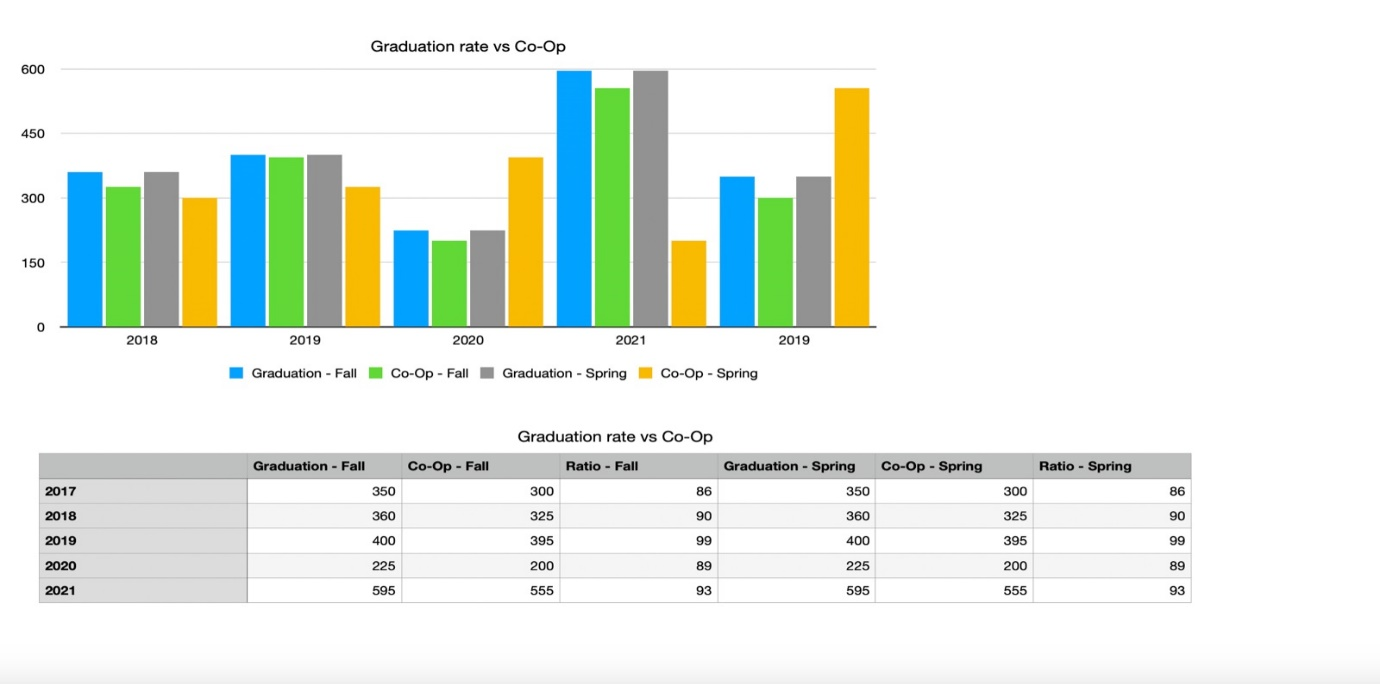 Graduation rate vs Co-Op
600
450
300
150
0
2018 2019 2020 2021 2019
Graduation - Fall Co-Op - Fall Graduation - Spring Co-Op - Spring
Graduation rate vs Co-Op
Graduation - Fall Co-Op - Fall Ratio - Fall Graduation - Spring Co-Op - Spring Ratio - Spring
2017 350 300 86 350 300 86
2018 360 325 90 360 325 90
2019 400 395 99 400 395 99
2020 225 200 89 225 200 89
2021 595 555 93 595 555 93